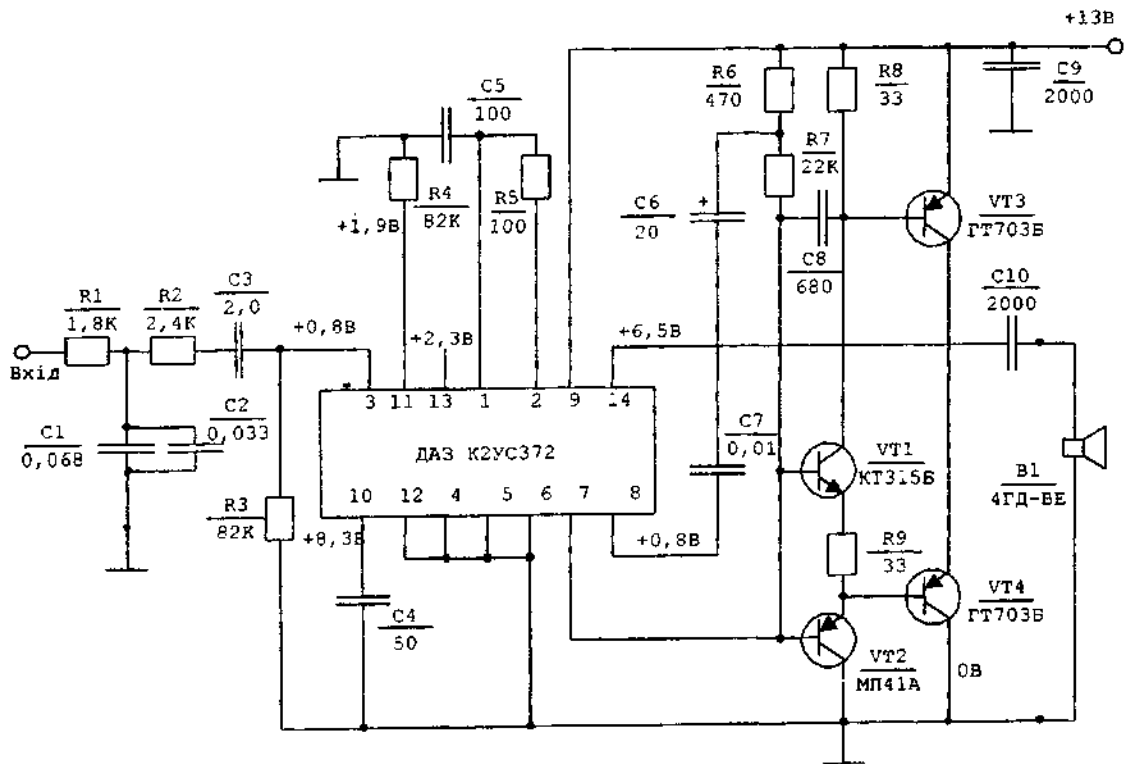 +13В
R6
470
R8
33
C9
2000
C5
100
R7
22К
R4
82К
R5
100
+1,9В
C6
20
+
C8
680
VT3
ГТ703Б
C10
2000
R1
1,8К
R2
2,4К
C3
2,0
+0,8В
+2,3В
+6,5В
Вхід
3 11 13 1 2 9 14
C1
0,068
C2
0,033
ДАЗ К2УС372
C7
0,01
VT1
КТ315Б
В1
4ГД-ВЕ
10 12 4 5 6 7 8
R3
82К
+8,3В
+0,8В
R9
33
VT4
ГТ703Б
C4
50
VT2
МП41А
0В